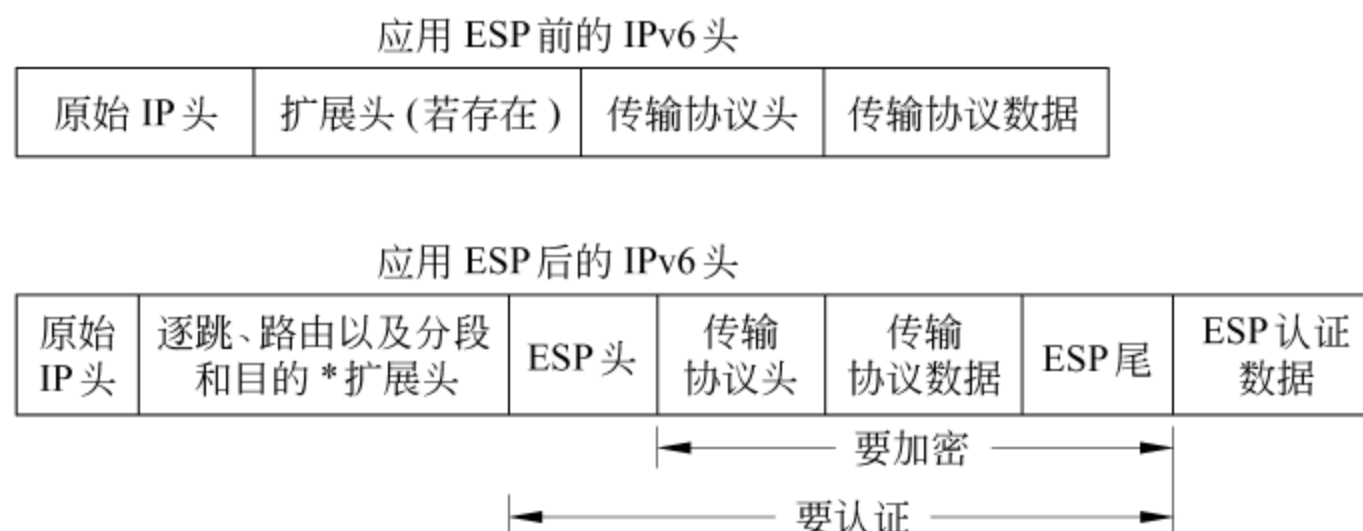 应用 ESP 前的 IPv6 头
原始 IP 头 扩展头 (若存在) 传输协议头 传输协议数据
应用 ESP 后的 IPv6 头
原始
IP 头
逐跳、路由以及分段
和目的 *扩展头
ESP 头
传输
协议头
传输
协议数据
ESP 尾
ESP 认证
数据
要加密
要认证